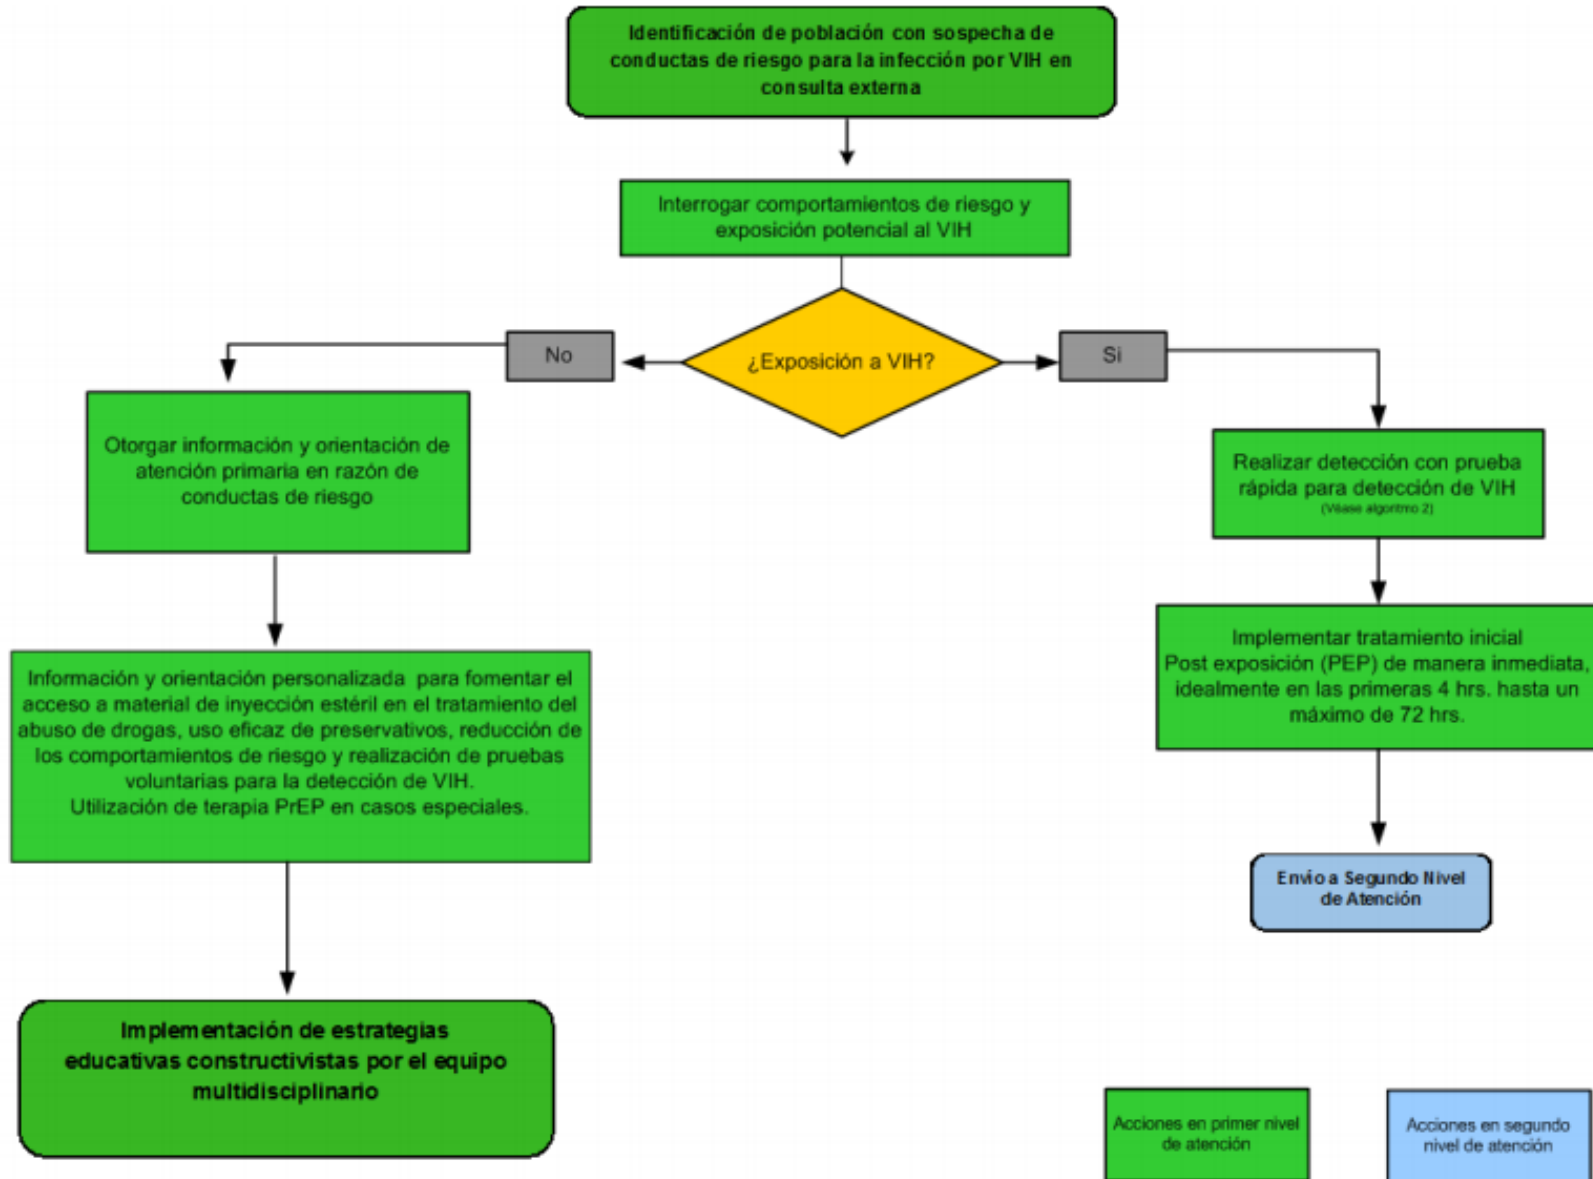 Identificación de población con sospecha de
conductas de riesgo para la infección por VIH en
consulta externa
Interrogar comportamientos de riesgo y
exposición potencial al VIH
¿Exposición a VIH?
No
Si
Otorgar información y orientación de
atención primaria en razón de
conductas de riesgo
Realizar detección con prueba
rápida para detección de VIH
(Véase algoritmo 2)
Información y orientación personalizada para fomentar el
acceso a material de inyección estéril en el tratamiento del
abuso de drogas, uso eficaz de preservativos, reducción de
los comportamientos de riesgo y realización de pruebas
voluntarias para la detección de VIH.
Utilización de terapia PrEP en casos especiales.
Implementar tratamiento inicial
Post exposición (PEP) de manera inmediata,
idealmente en las primeras 4 hrs. hasta un
máximo de 72 hrs.
Envío a Segundo Nivel
de Atención
Implementación de estrategias
educativas constructivistas por el equipo
multidisciplinario
Acciones en primer nivel
de atención
Acciones en segundo
nivel de atención